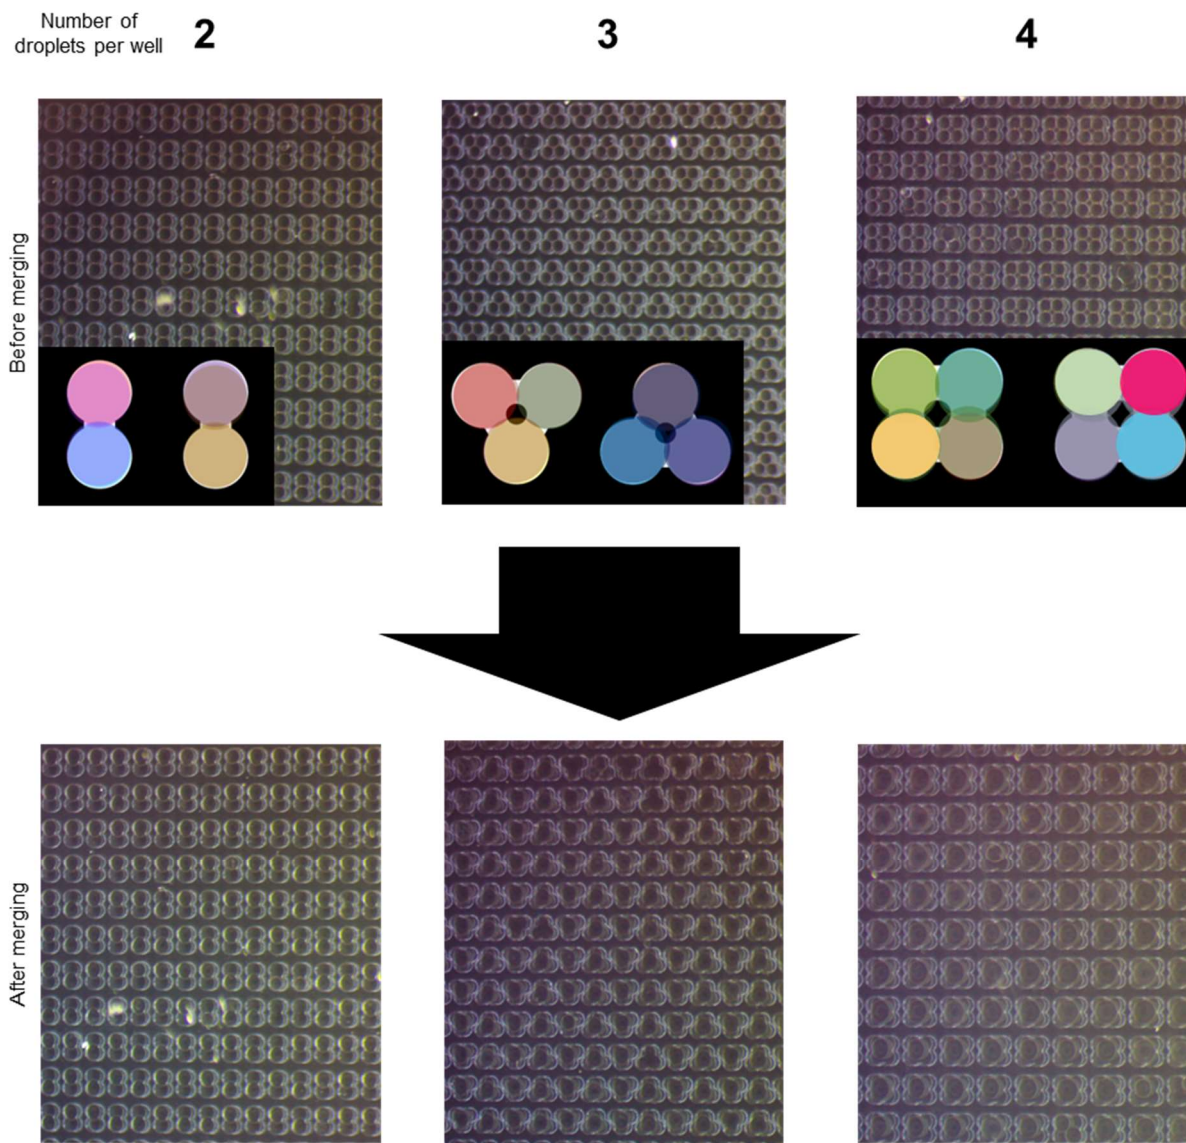 Number of
droplets per well
2
3
4
Before merging
After merging